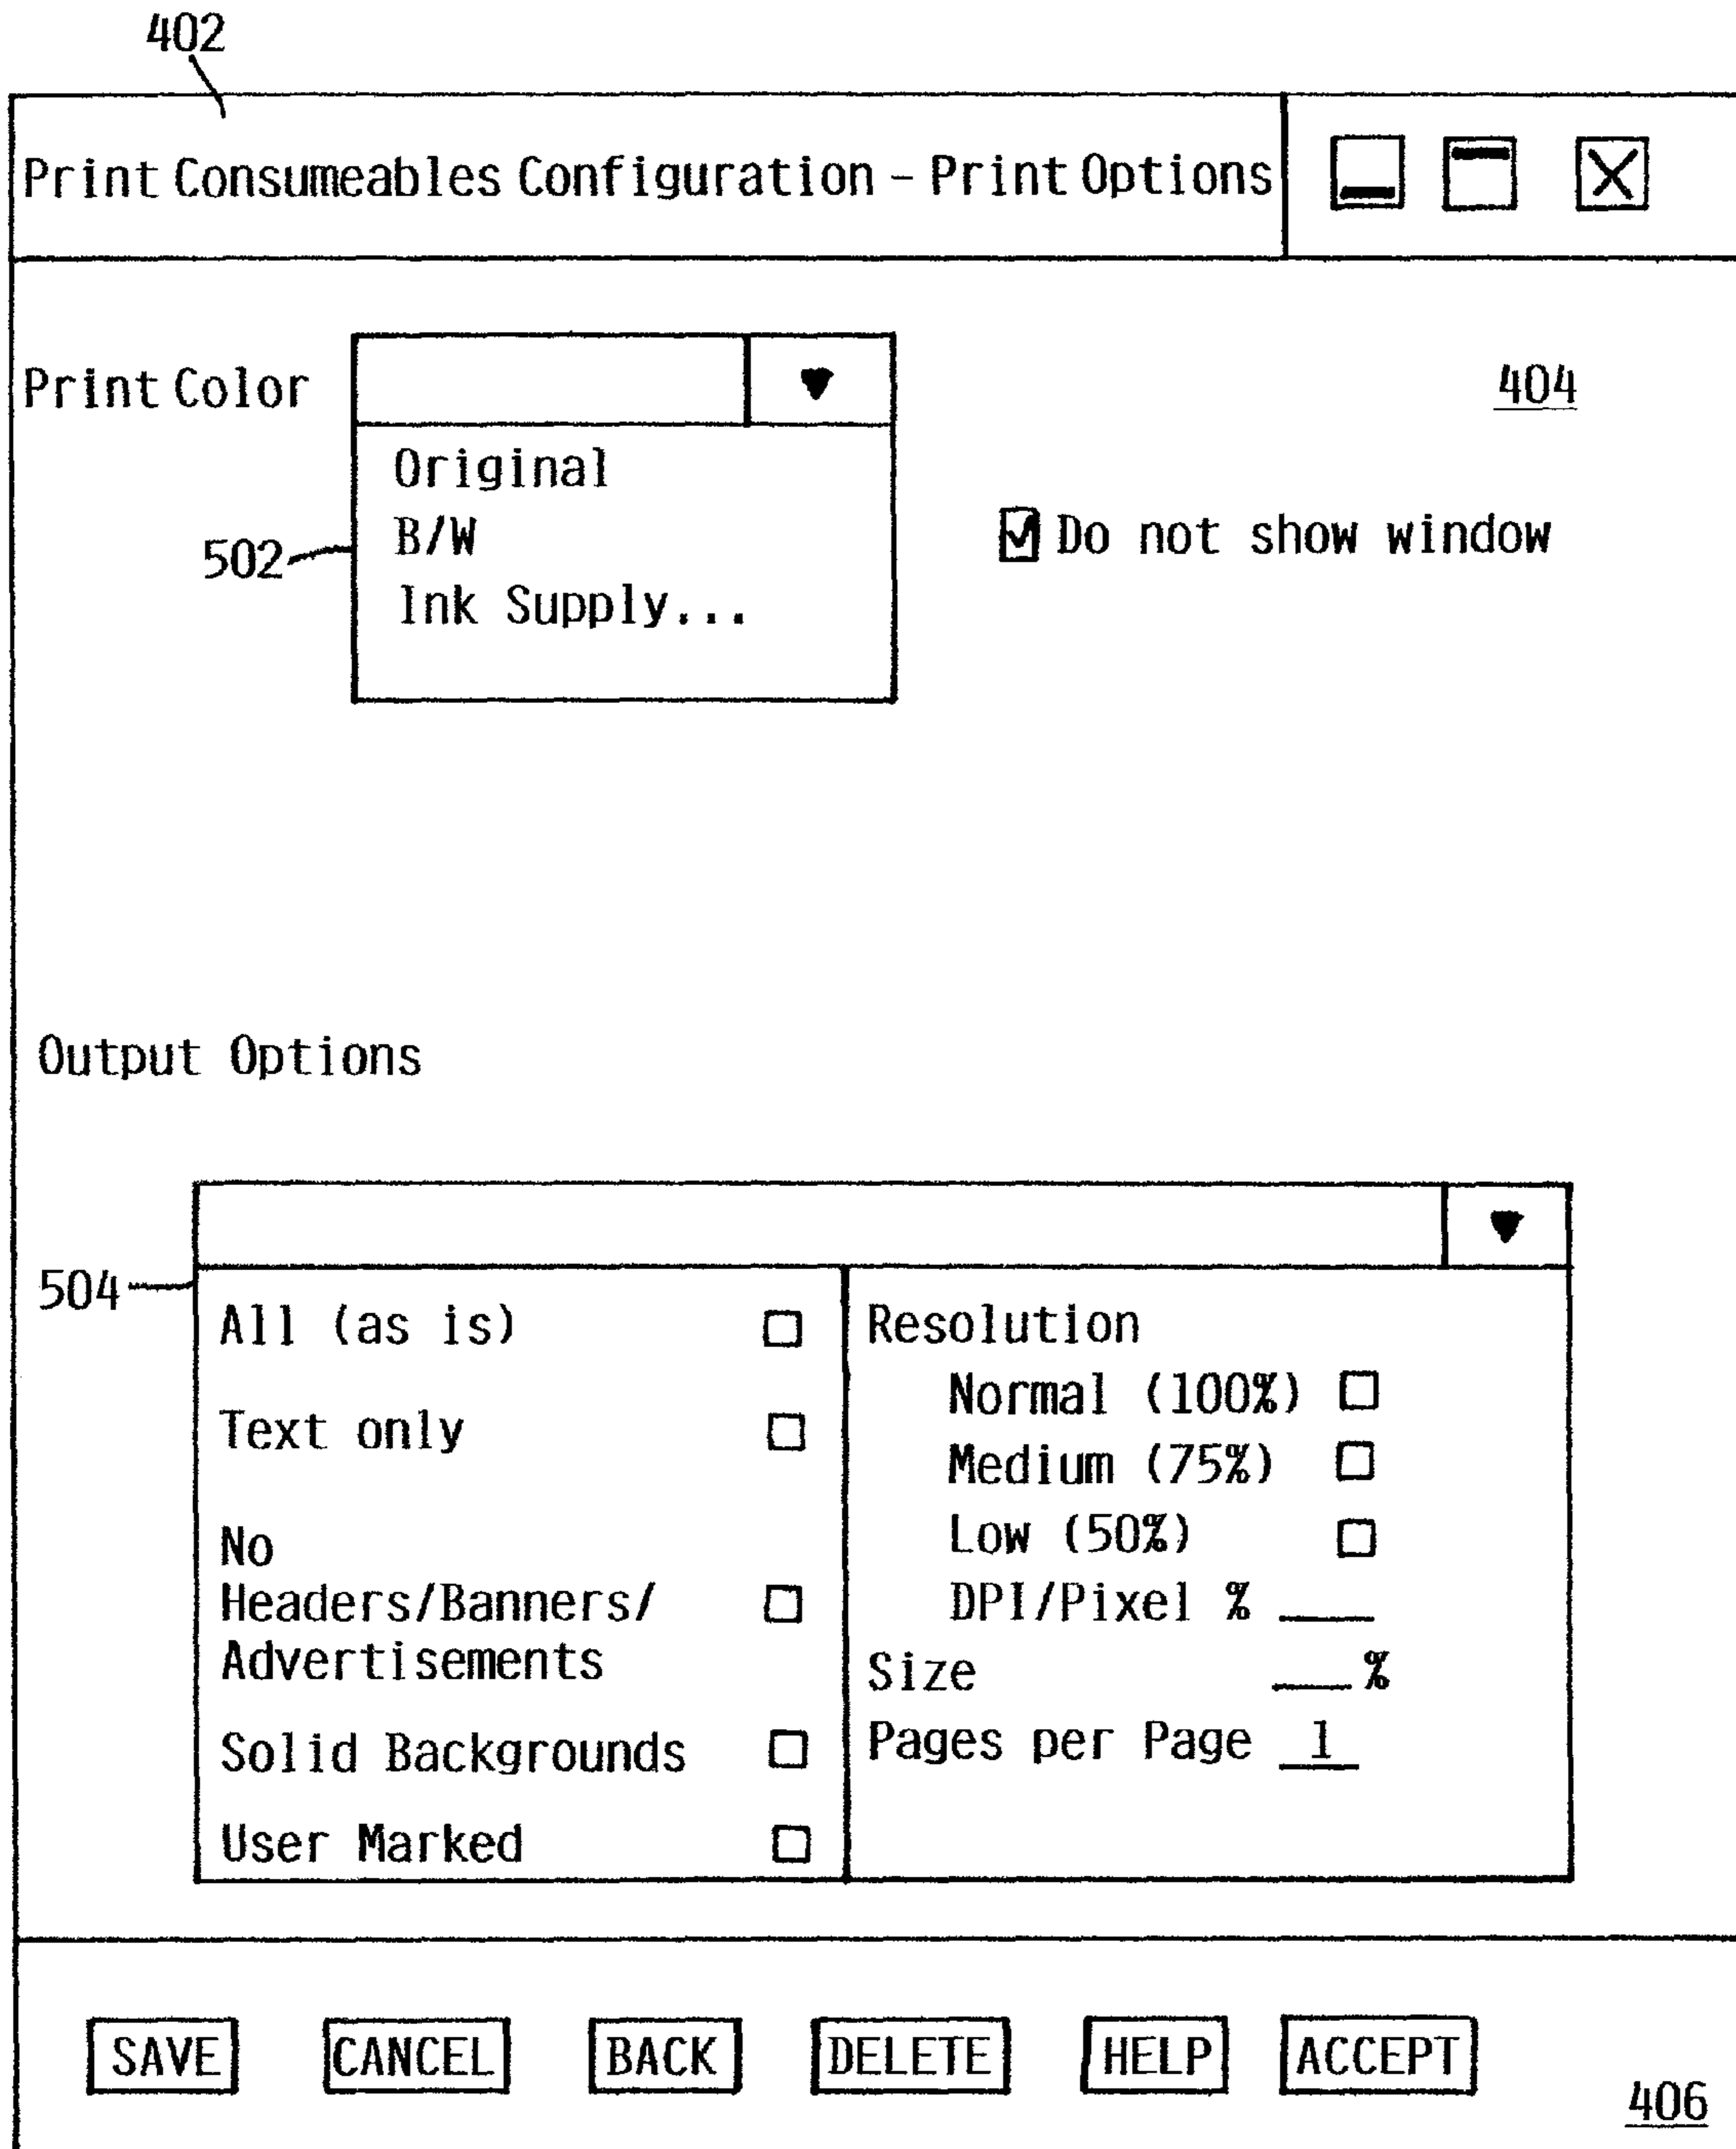 402
Print Consumeables Configuration - Print Options
Print Color
404
Original
B/W
502
Ink Supply...
Do not show window
Output Options
504
All (as is)
Text only
No
Headers/Banners/
Advertisements
Solid Backgrounds
User Marked
Resolution
Normal (100%)
Medium (75%)
Low (50%)
DPI/Pixel % ____
Size ___%
Pages per Page 1
SAVE CANCEL BACK DELETE HELP ACCEPT
406